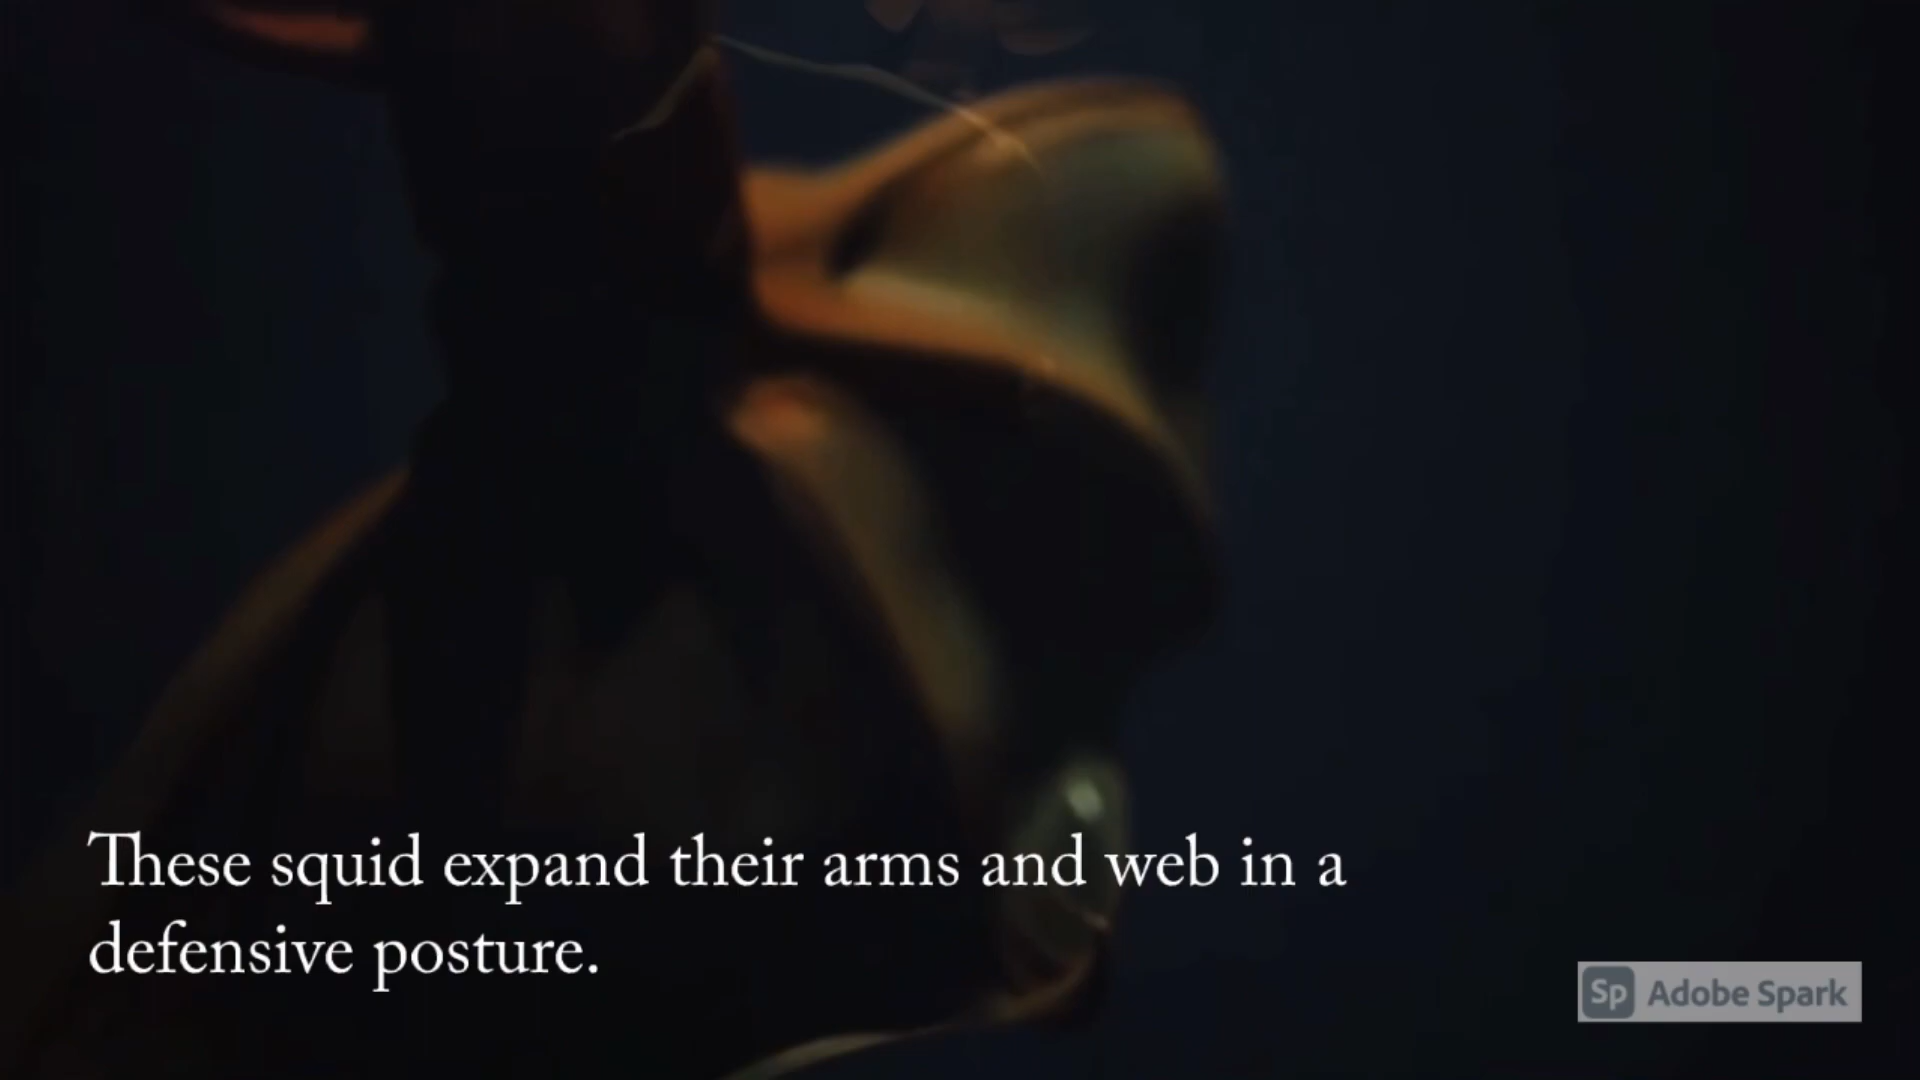 These squid expand their arms and web in a
defensive posture.
Sp Adobe Spark